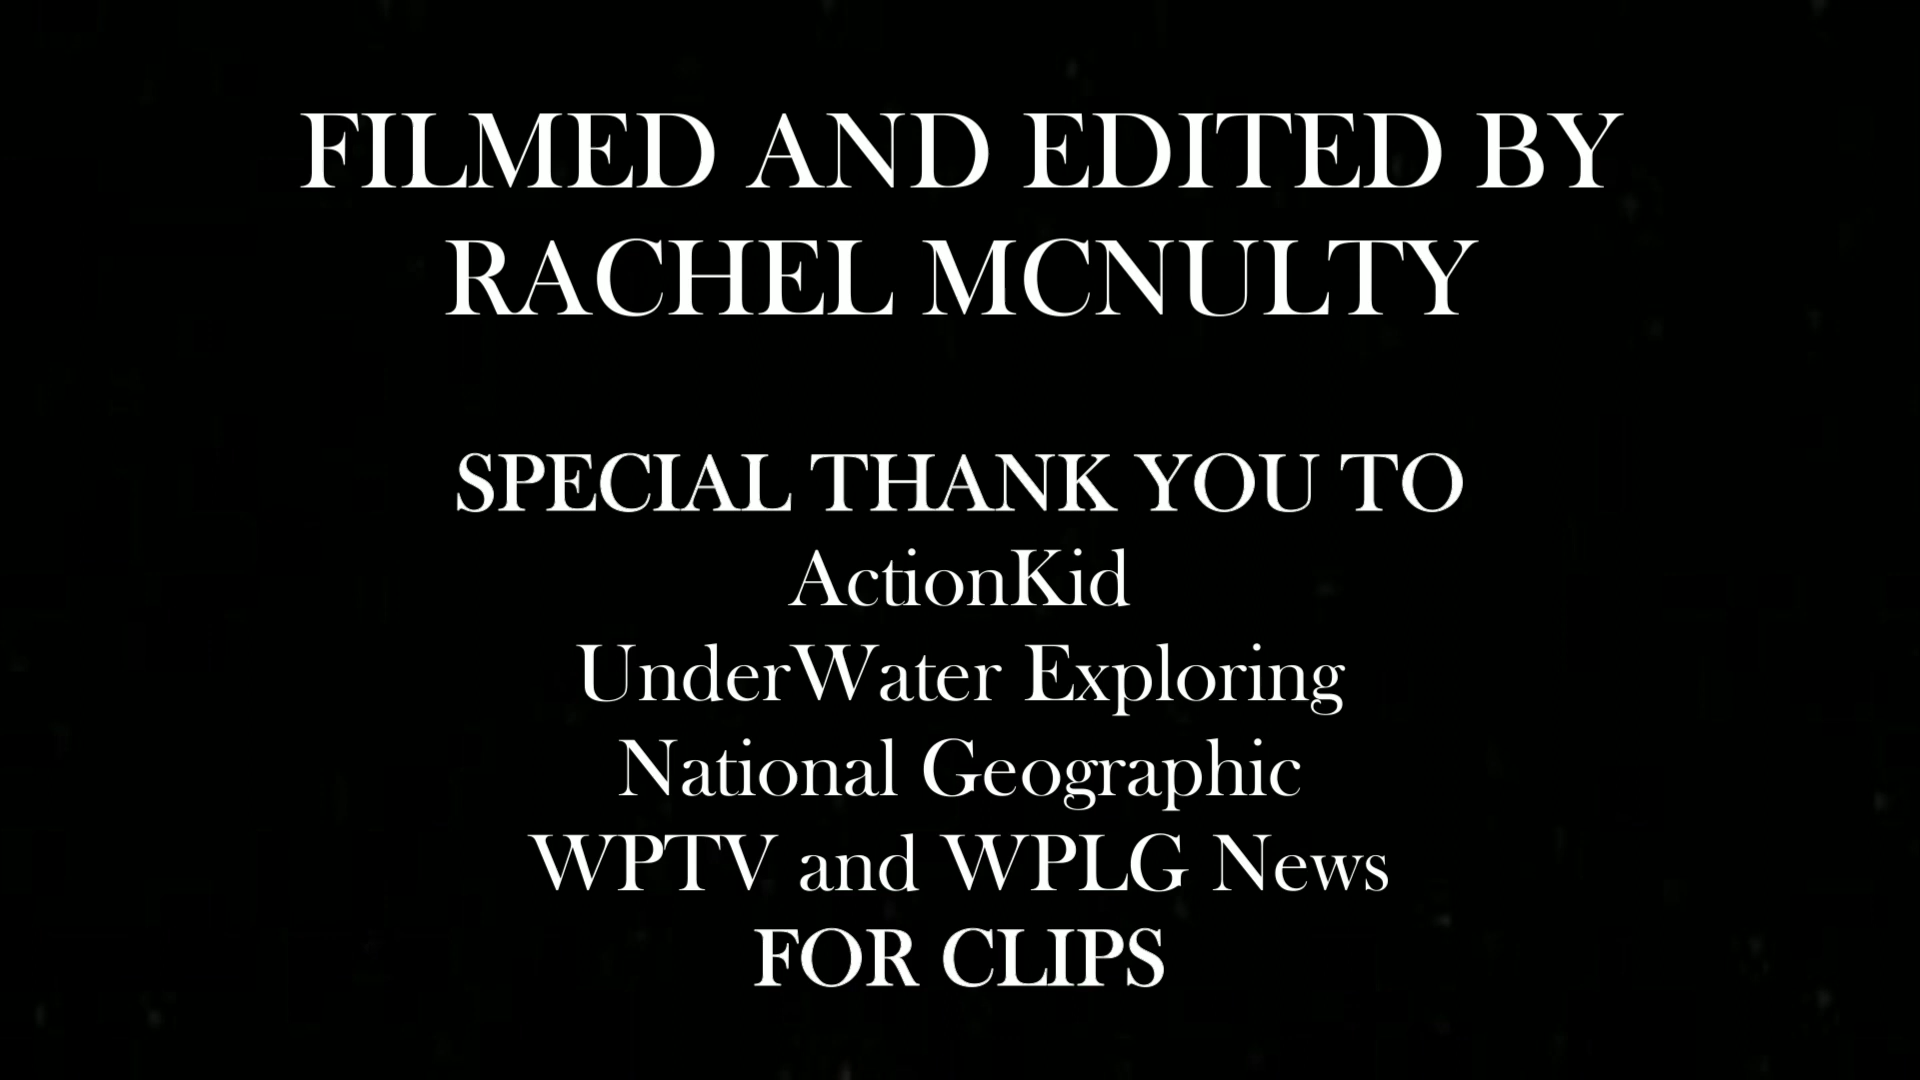 FILMED AND EDITED BY
RACHEL MCNULTY
SPECIAL THANK YOU TO
ActionKid
UnderWater Exploring
National Geographic
WPTV and WPLG News
FOR CLIPS